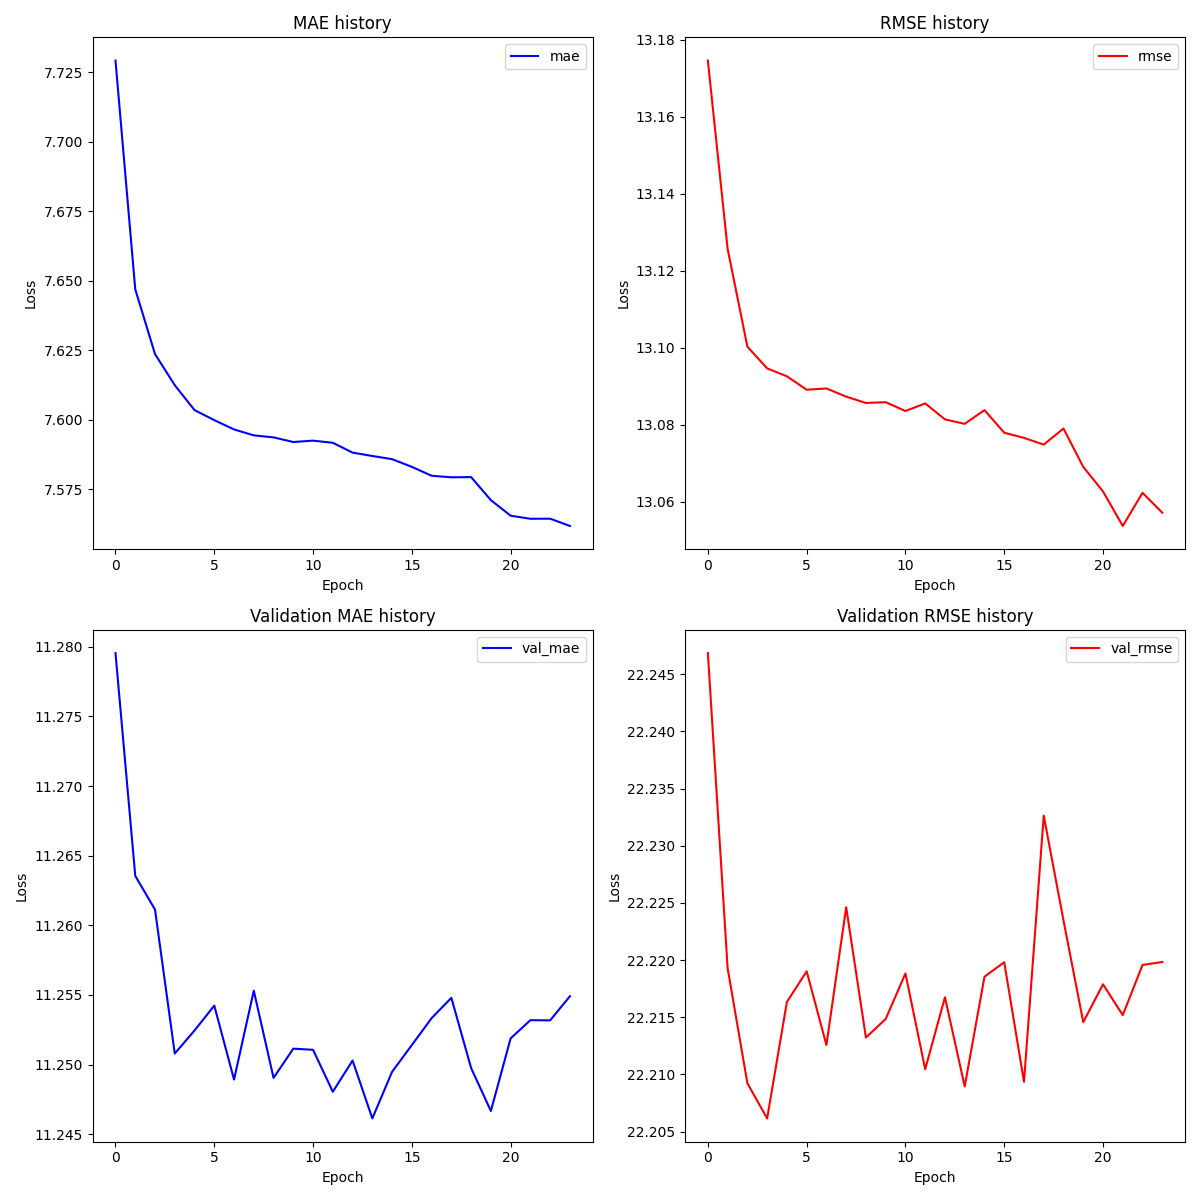 MAE history
mae
7.725
7.700
7.675
7.650
7.625
7.600
7.575
Loss
0 5 10 15 20
Epoch
RMSE history
rmse
13.18
13.16
13.14
13.12
13.10
13.08
13.06
Loss
0 5 10 15 20
Epoch
Validation MAE history
val_mae
11.280
11.275
11.270
11.265
11.260
11.255
11.250
11.245
Loss
0 5 10 15 20
Epoch
Validation RMSE history
val_rmse
22.245
22.240
22.235
22.230
22.225
22.220
22.215
22.210
22.205
Loss
0 5 10 15 20
Epoch